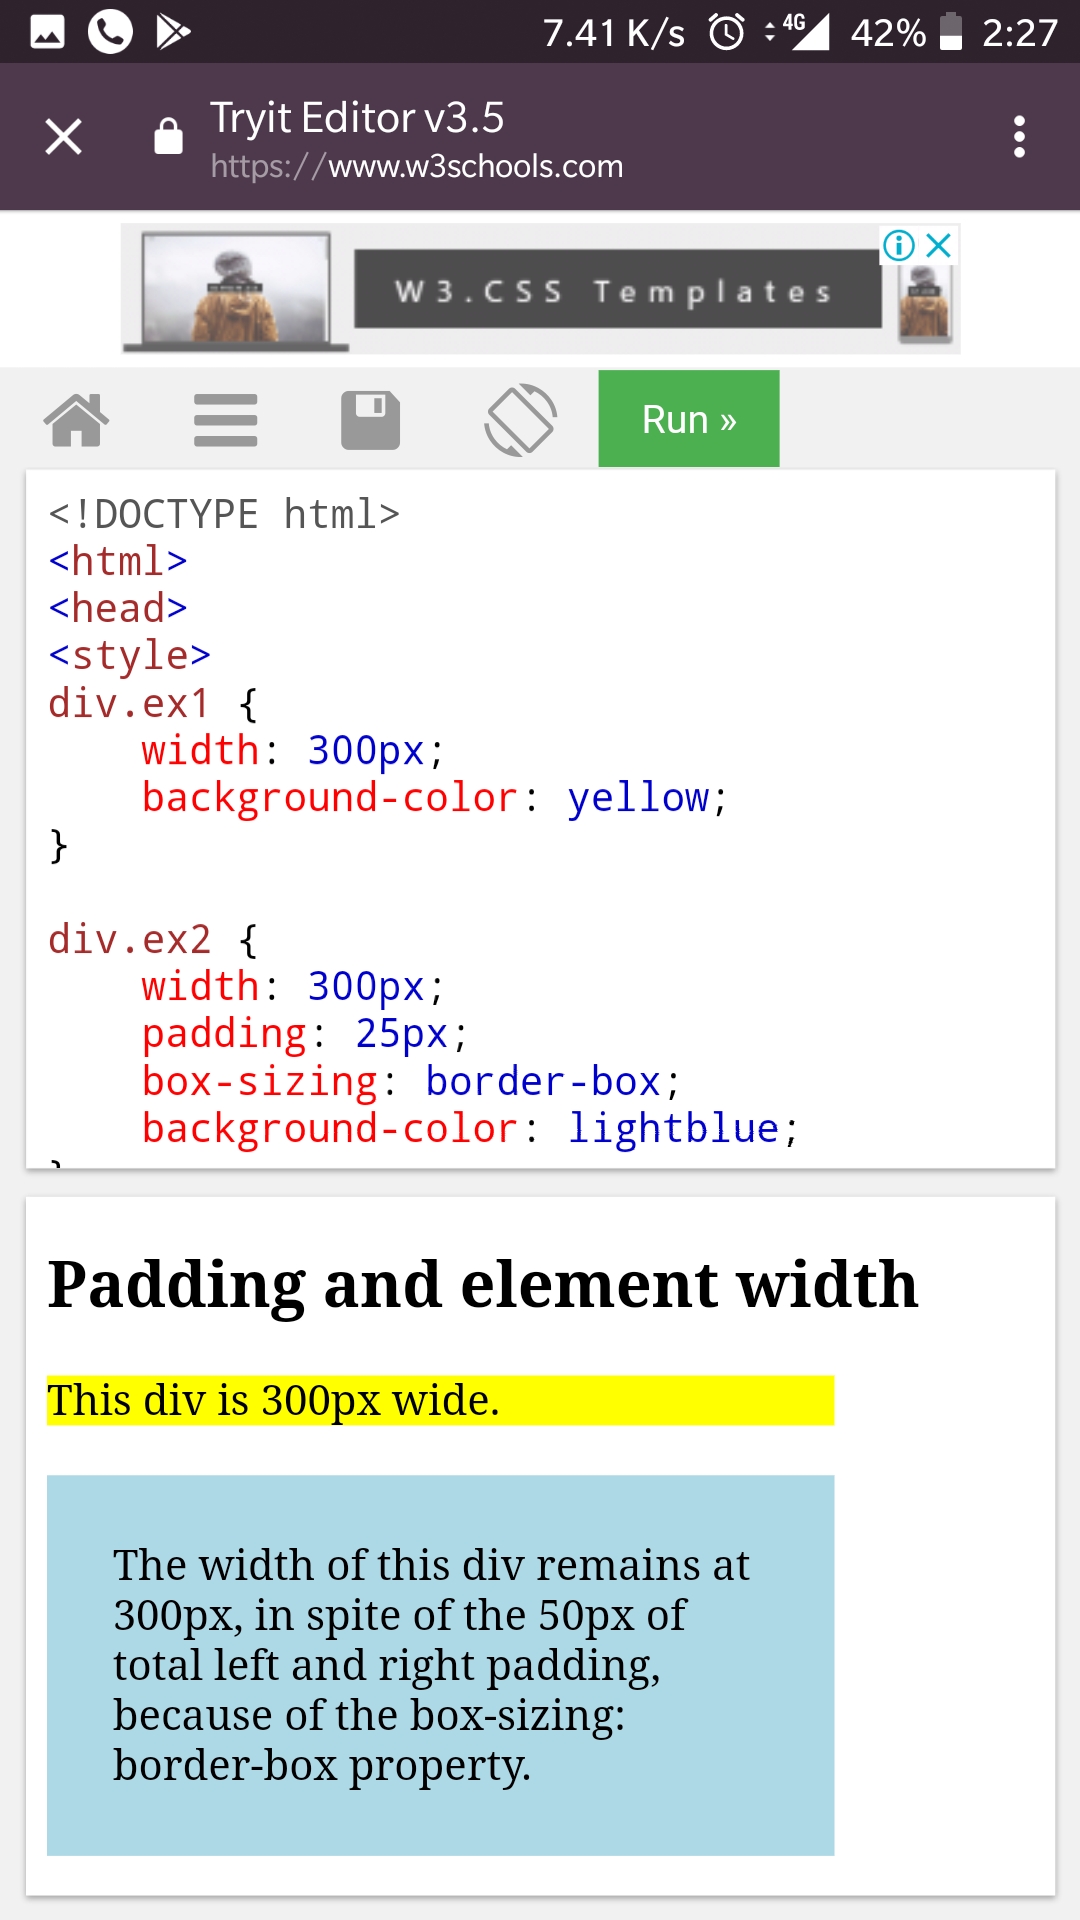 7.41 K/s 4G 42% 2:27
Tryit Editor v3.5
https://www.w3schools.com
W3.CSS Templates
Run »
<!DOCTYPE html>
<html>
<head>
<style>
div.ex1 {
    width: 300px;
    background-color: yellow;
}
div.ex2 {
    width: 300px;
    padding: 25px;
    box-sizing: border-box;
    background-color: lightblue;
Padding and element width
This div is 300px wide.
The width of this div remains at
300px, in spite of the 50px of
total left and right padding,
because of the box-sizing:
border-box property.